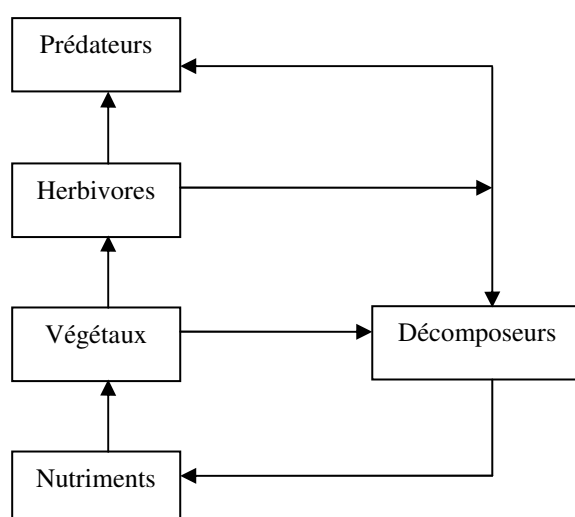 Prédateurs
Herbivores
Végétaux
Décomposeurs
Nutriments